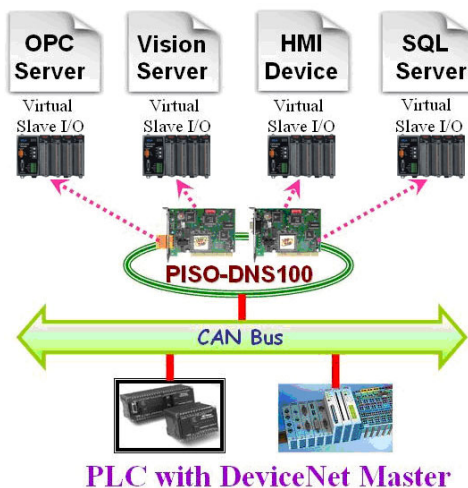 OPC
Server
Vision
Server
HMI
Device
SQL
Server
Virtual
Slave I/O
Virtual
Slave I/O
Virtual
Slave I/O
Virtual
Slave I/O
PISO-DNS100
CAN Bus
PLC with DeviceNet Master